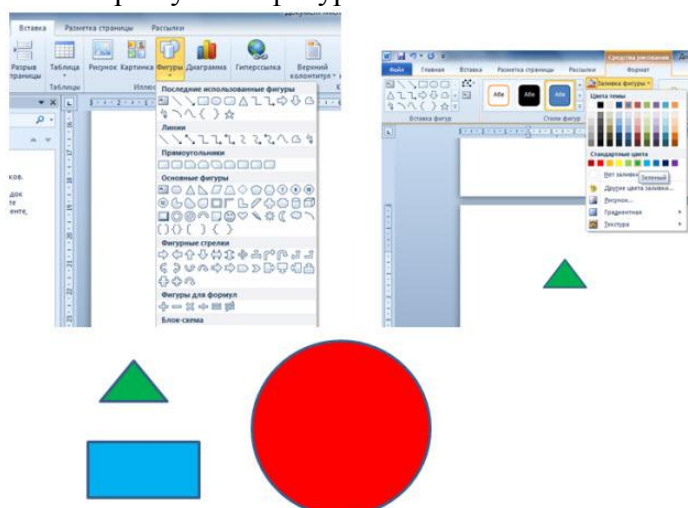 Вставка Разметка страницы Рассылки
Разрыв страницы Таблица Рисунок Картинка Фигуры Диаграмма Гиперссылка Верхний колонтитул
Таблицы
Последние использованные фигуры
Линии
Прямоугольники
Основные фигуры
Фигурные стрелки
Фигуры для формул
Блок-схема
Средства рисования
Файл Главная Вставка Разметка страницы Рассылки Формат
Abc Abc Abc
Заливка фигуры
Вставка фигур Стили фигур
Цвета темы
Стандартные цвета
Нет заливки
Зеленый
Другие цвета заливки...
Рисунок...
Градиентная
Текстура